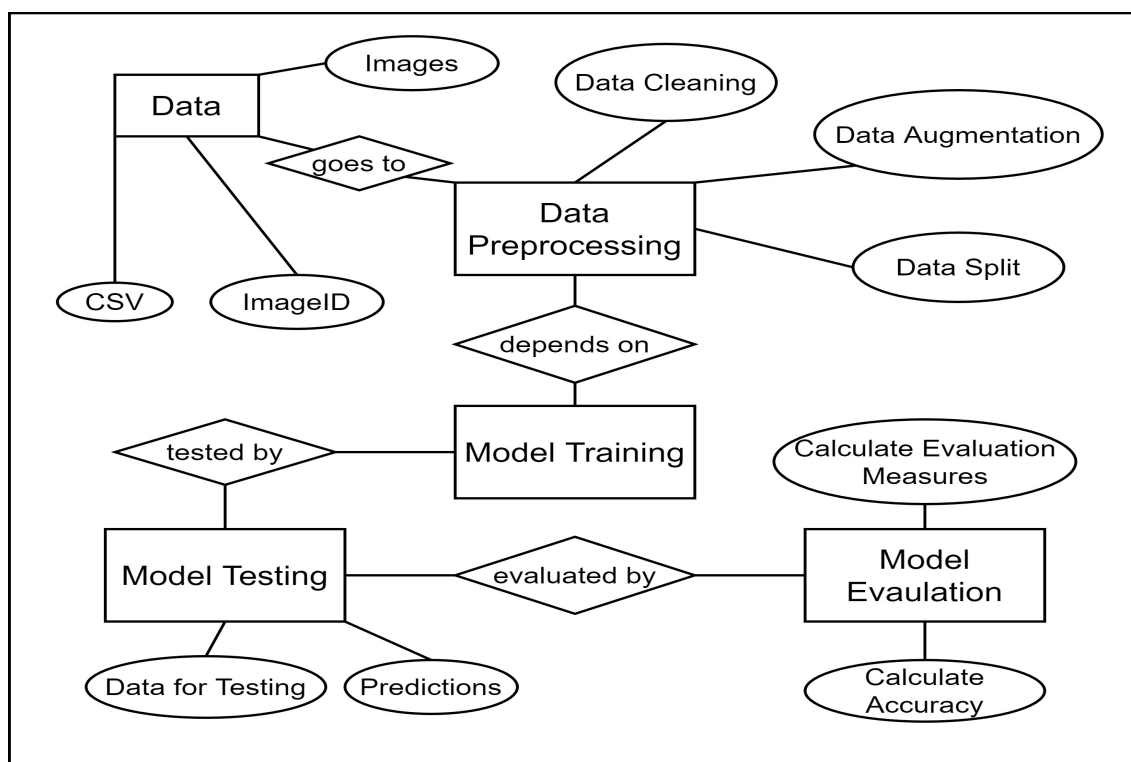 Images
Data
Data Cleaning
Data Augmentation
goes to
Data
Preprocessing
Data Split
CSV
ImageID
depends on
tested by
Model Training
Calculate Evaluation
Measures
Model Testing
evaluated by
Model
Evaulation
Data for Testing
Predictions
Calculate
Accuracy